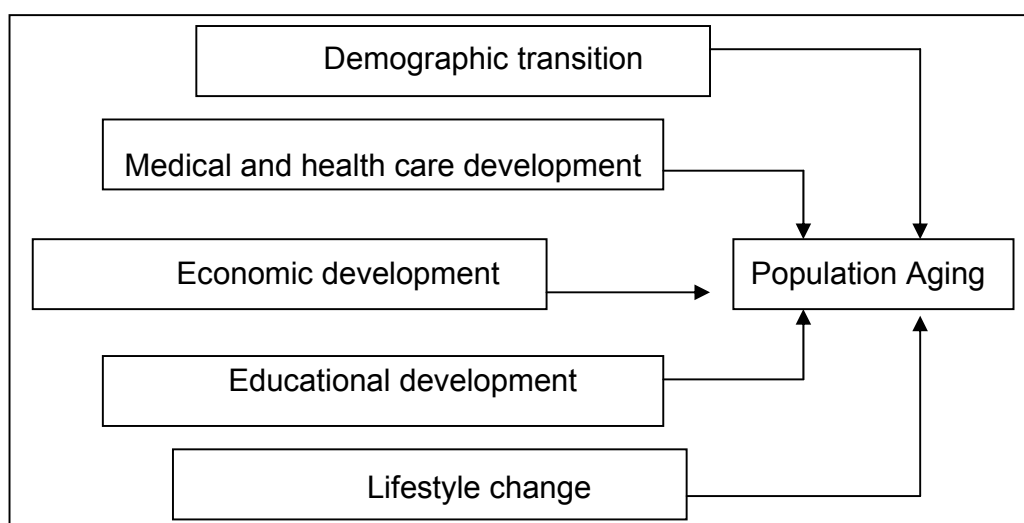 Demographic transition
Medical and health care development
Economic development
Population Aging
Educational development
Lifestyle change